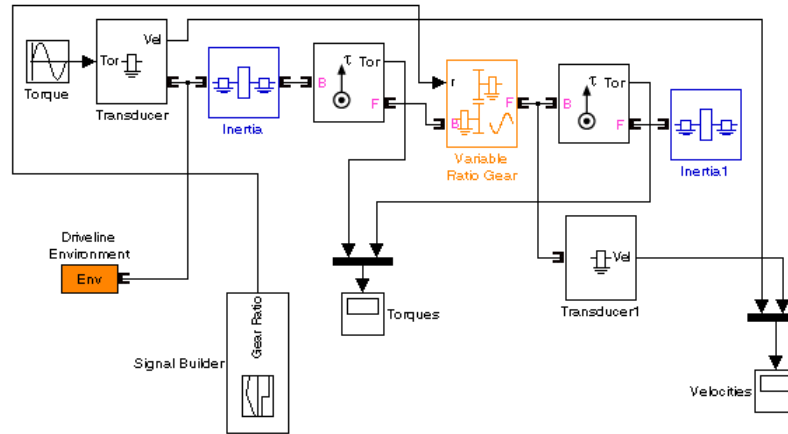 Vel
Tor
Torque
Transducer
Inertia
τ Tor
B
F
r
B
F
Variable
Ratio Gear
τ Tor
B
F
Inertia1
Driveline
Environment
Env
Torques
Vel
Transducer1
Gear Ratio
Signal Builder
Velocities